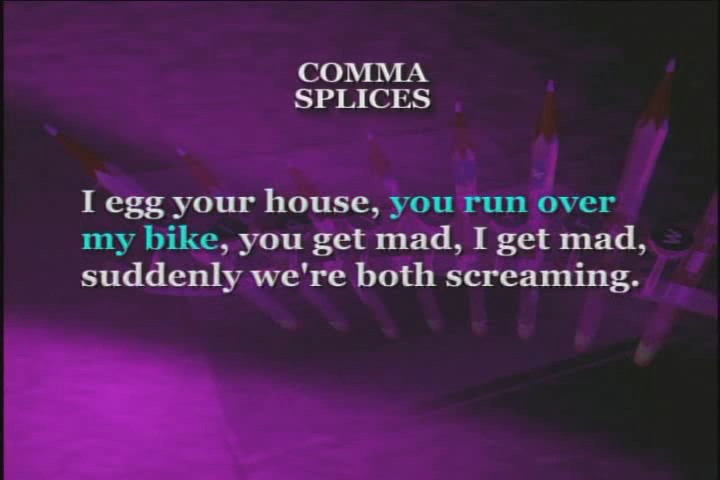 COMMA
SPLICES
I egg your house, you run over
my bike, you get mad, I get mad,
suddenly we're both screaming.